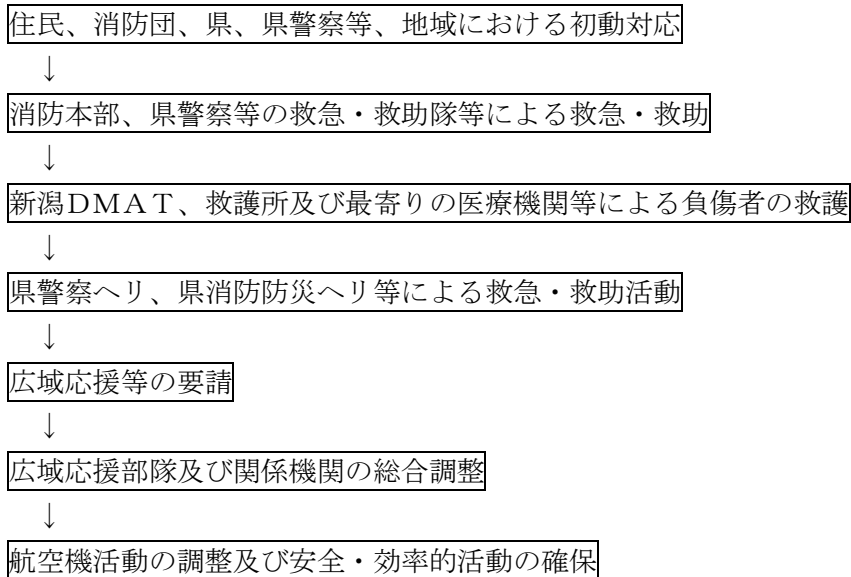 住民、消防団、県、県警察等、地域における初動対応
↓
消防本部、県警察等の救急・救助隊等による救急・救助
↓
新潟DMAT、救護所及び最寄りの医療機関等による負傷者の救護
↓
県警察ヘリ、県消防防災ヘリ等による救急・救助活動
↓
広域応援等の要請
↓
広域応援部隊及び関係機関の総合調整
↓
航空機活動の調整及び安全・効率的活動の確保